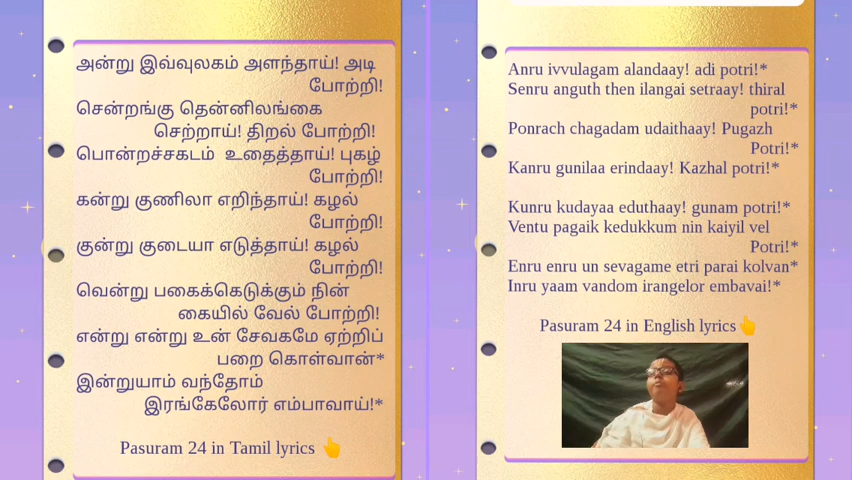 அன்று இவ்வுலகம் அளந்தாய்! அடி
போற்றி!
சென்றங்கு தென்னிலங்கை
செற்றாய்! திறல் போற்றி!
பொன்றச்சகடம் உதைத்தாய்! புகழ்
போற்றி!
கன்று குணிலா எறிந்தாய்! கழல்
போற்றி!
குன்று குடையா எடுத்தாய்! கழல்
போற்றி!
வென்று பகைக்கெடுக்கும் நின்
கையில் வேல் போற்றி!
என்று என்று உன் சேவகமே ஏற்றிப்
பறை கொள்வான்*
இன்றுயாம் வந்தோம்
இரங்கேலோர் எம்பாவாய்!*
Pasuram 24 in Tamil lyrics 👆
Anru ivvulagam alandaay! adi potri!*
Senru anguth then ilangai setraay! thiral
potri!*
Ponrach chagadam udaithaay! Pugazh
Potri!*
Kanru gunilaa erindaay! Kazhal potri!*
Kunru kudayaa eduthaay! gunam potri!*
Ventu pagaik kedukkum nin kaiyil vel
Potri!*
Enru enru un sevagame etri parai kolvan*
Inru yaam vandom irangelor embavai!*
Pasuram 24 in English lyrics👆